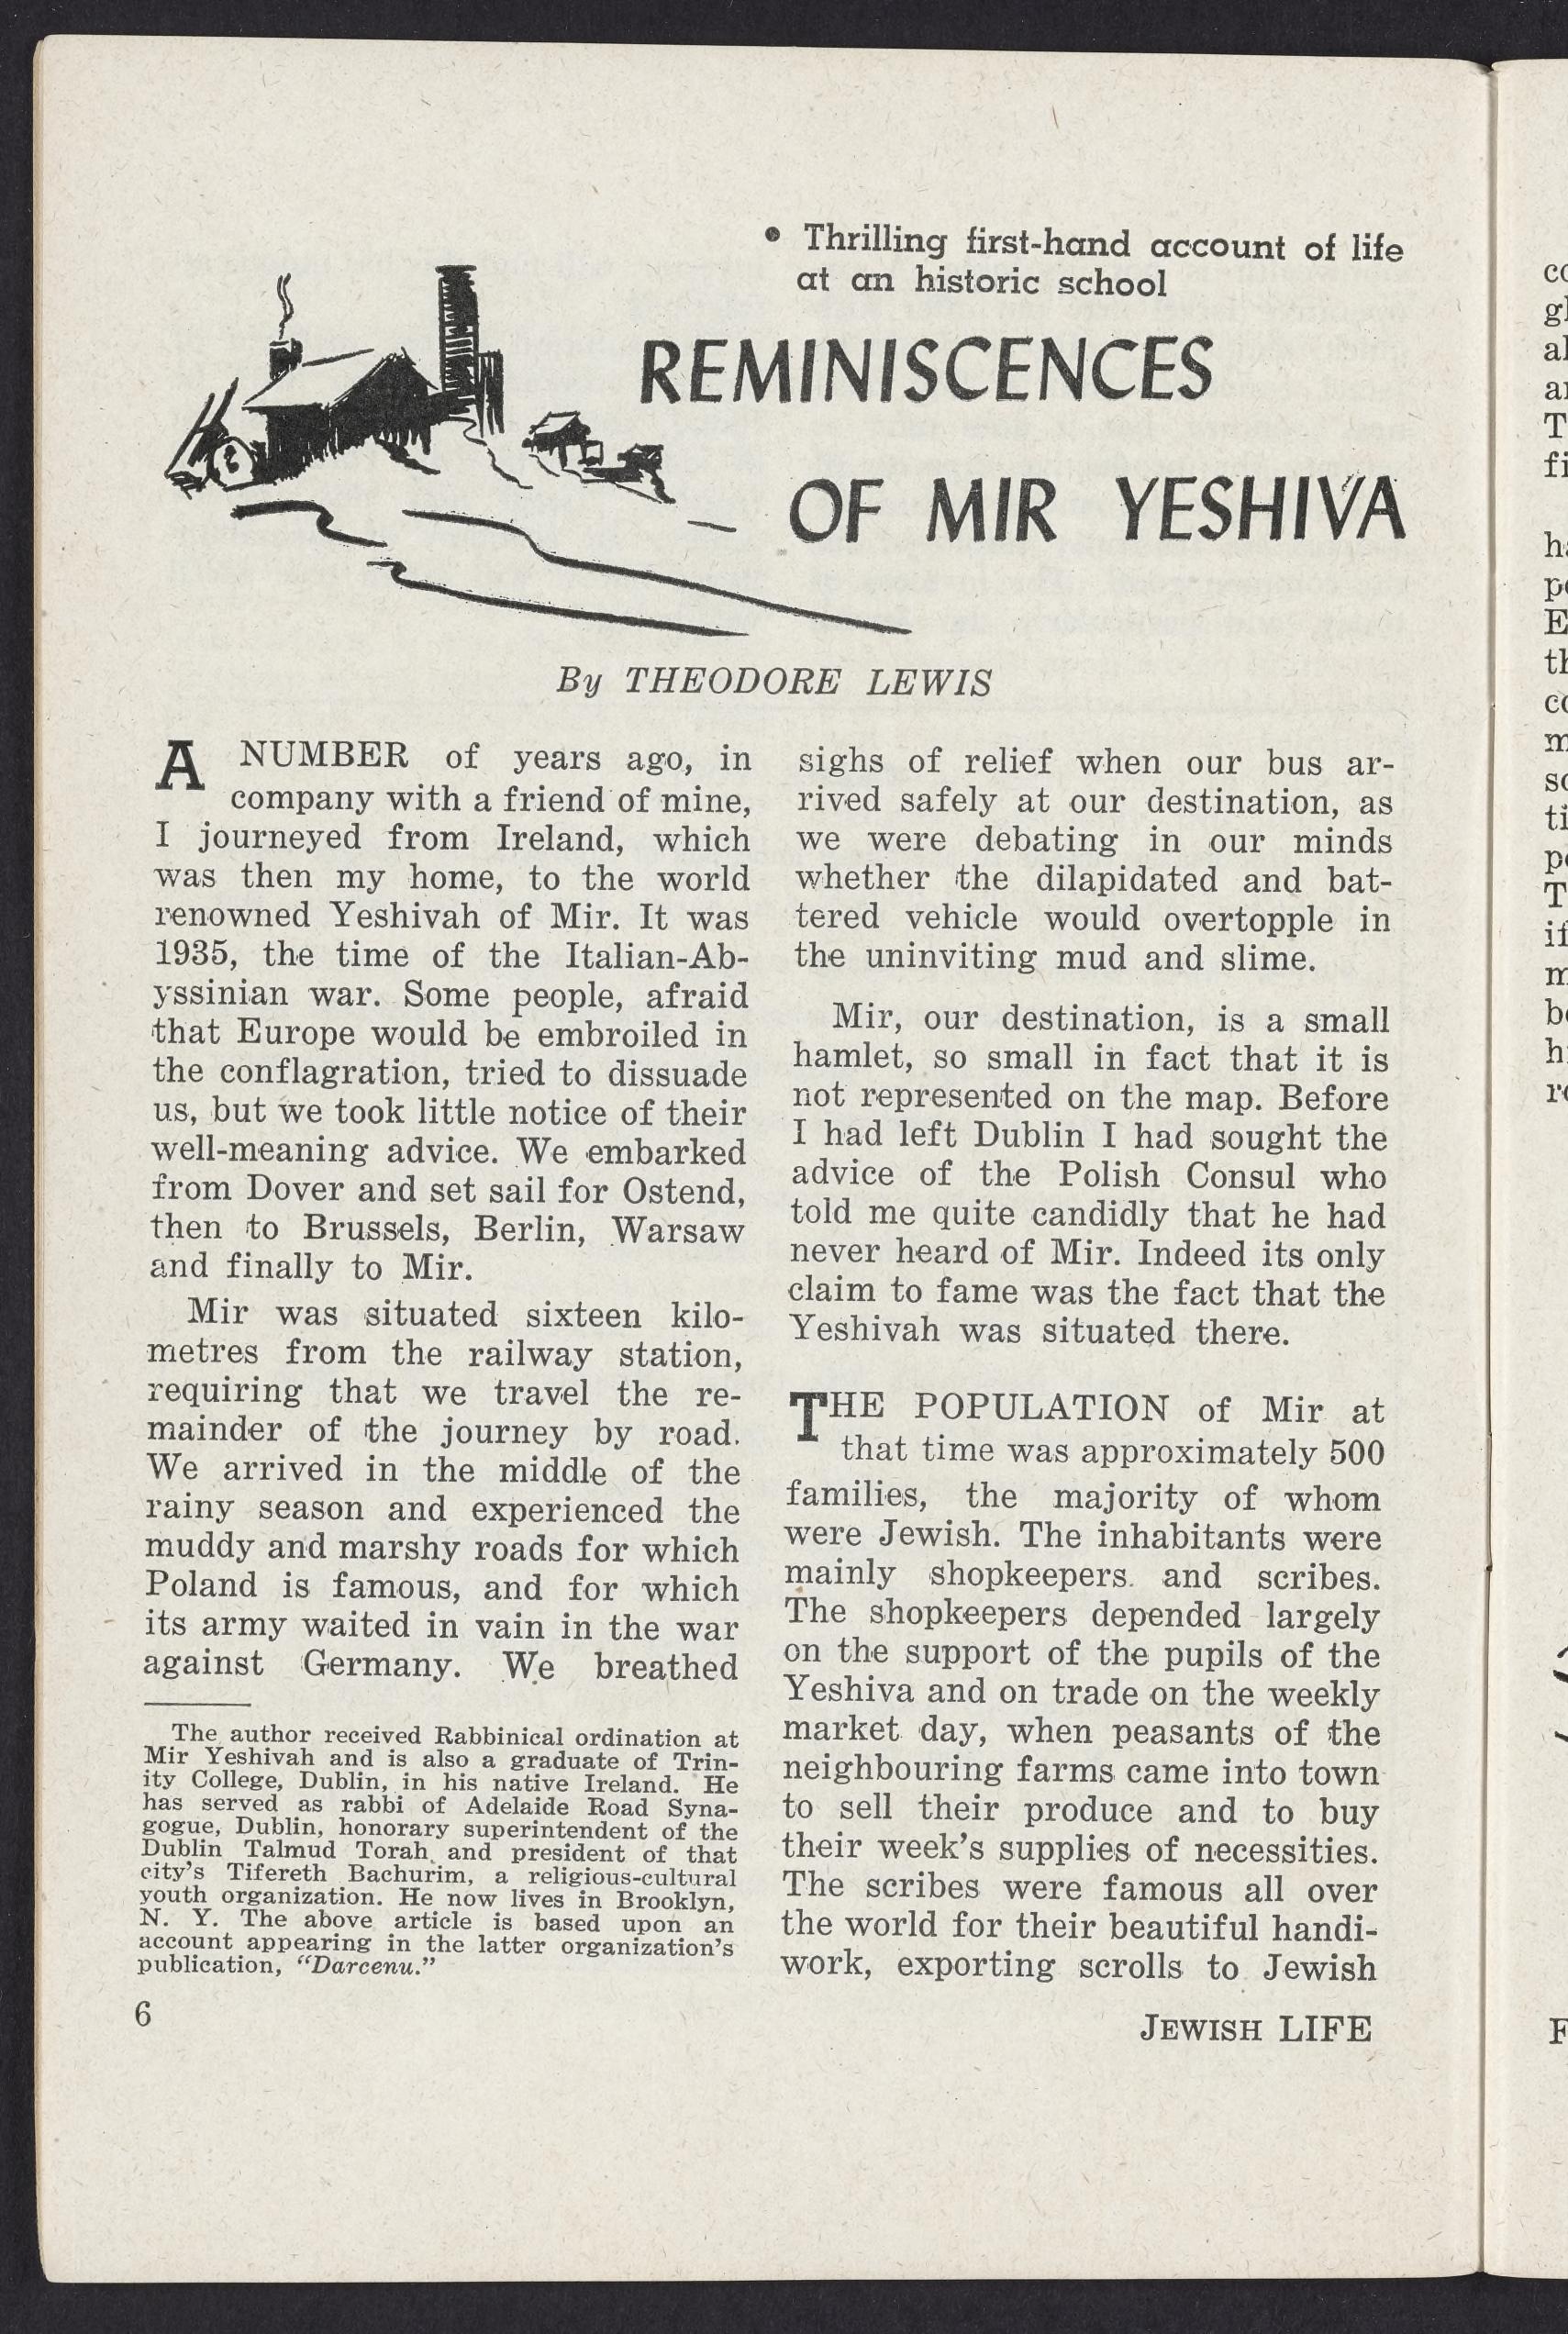 • Thrilling first-hand account of life
at an historic school
REMINISCENCES
OF MIR YESHIVA
By THEODORE LEWIS
A NUMBER of years ago, in
company with a friend of mine,
I journeyed from Ireland, which
was then my home, to the world
renowned Yeshivah of Mir. It was
1935, the time of the Italian-Ab-
yssinian war. Some people, afraid
that Europe would be embroiled in
the conflagration, tried to dissuade
us, but we took little notice of their
well-meaning advice. We embarked
from Dover and set sail for Ostend,
then to Brussels, Berlin, Warsaw
and finally to Mir.
Mir was situated sixteen kilo-
metres from the railway station,
requiring that we travel the re-
mainder of the journey by road.
We arrived in the middle of the
rainy season and experienced the
muddy and marshy roads for which
Poland is famous, and for which
its army waited in vain in the war
against Germany. We breathed
The author received Rabbinical ordination at
Mir Yeshivah and is also a graduate of Trin-
ity College, Dublin, in his native Ireland. He
has served as rabbi of Adelaide Road Syna-
gogue, Dublin, honorary superintendent of the
Dublin Talmud Torah and president of that
city's Tifereth Bachurim, a religious-cultural
youth organization. He now lives in Brooklyn,
N. Y. The above article is based upon an
account appearing in the latter organization's
publication, "Darcenu."
sighs of relief when our bus ar-
rived safely at our destination, as
we were debating in our minds
whether the dilapidated and bat-
tered vehicle would overtopple in
the uninviting mud and slime.
Mir, our destination, is a small
hamlet, so small in fact that it is
not represented on the map. Before
I had left Dublin I had sought the
advice of the Polish Consul who
told me quite candidly that he had
never heard of Mir. Indeed its only
claim to fame was the fact that the
Yeshivah was situated there.
THE POPULATION of Mir at
that time was approximately 500
families, the majority of whom
were Jewish. The inhabitants were
mainly shopkeepers and scribes.
The shopkeepers depended largely
on the support of the pupils of the
Yeshiva and on trade on the weekly
market day, when peasants of the
neighbouring farms came into town
to sell their produce and to buy
their week's supplies of necessities.
The scribes were famous all over
the world for their beautiful handi-
work, exporting scrolls to Jewish
6
JEWISH LIFE